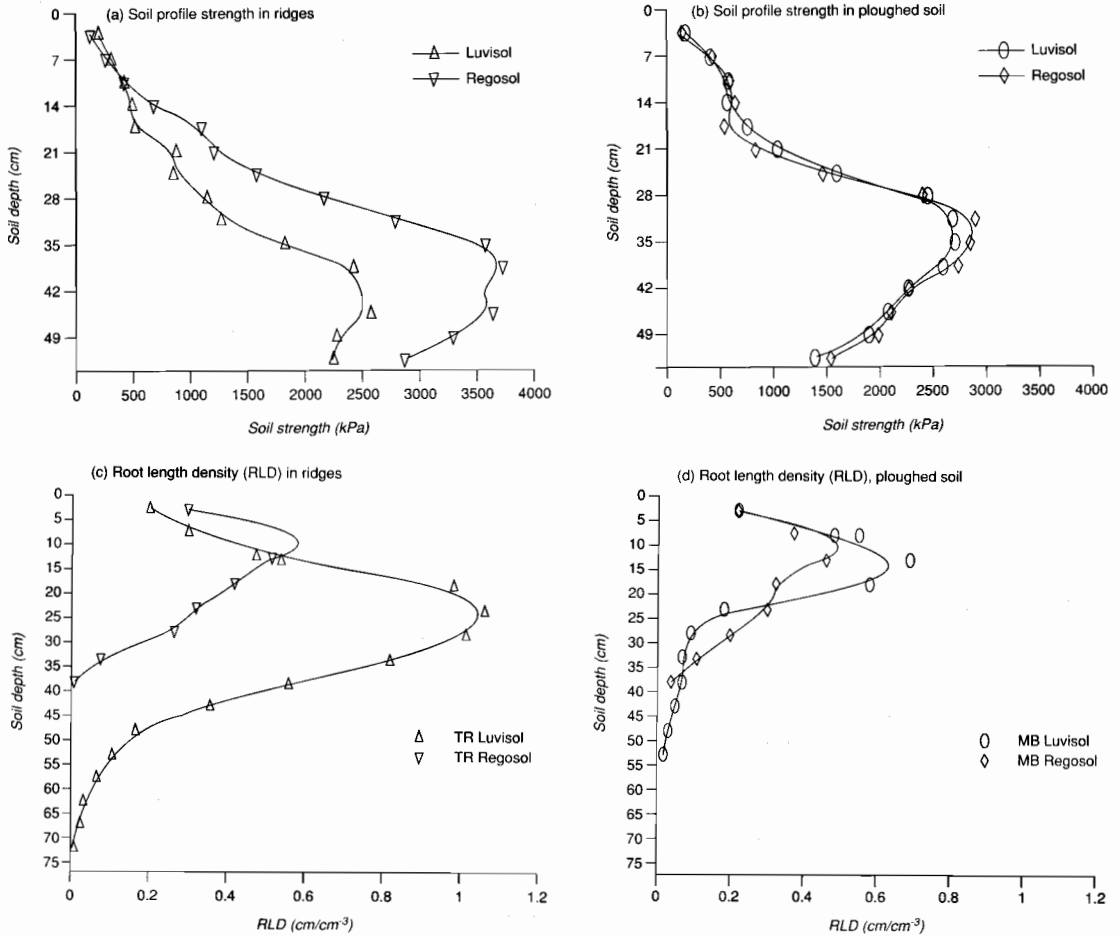 (a) Soil profile strength in ridges
0
7
14
21
28
35
42
49
Soil depth (cm)
Luvisol
Regosol
0 500 1000 1500 2000 2500 3000 3500 4000
Soil strength (kPa)
(b) Soil profile strength in ploughed soil
0
7
14
21
28
35
42
49
Soil depth (cm)
Luvisol
Regosol
0 500 1000 1500 2000 2500 3000 3500 4000
Soil strength (kPa)
(c) Root length density (RLD) in ridges
0
5
10
15
20
25
30
35
40
45
50
55
60
65
70
75
Soil depth (cm)
TR Luvisol
TR Regosol
0 0.2 0.4 0.6 0.8 1 1.2
RLD (cm/cm⁻³)
(d) Root length density (RLD), ploughed soil
0
5
10
15
20
25
30
35
40
45
50
55
60
65
70
75
Soil depth (cm)
MB Luvisol
MB Regosol
0 0.2 0.4 0.6 0.8 1 1.2
RLD (cm/cm⁻³)